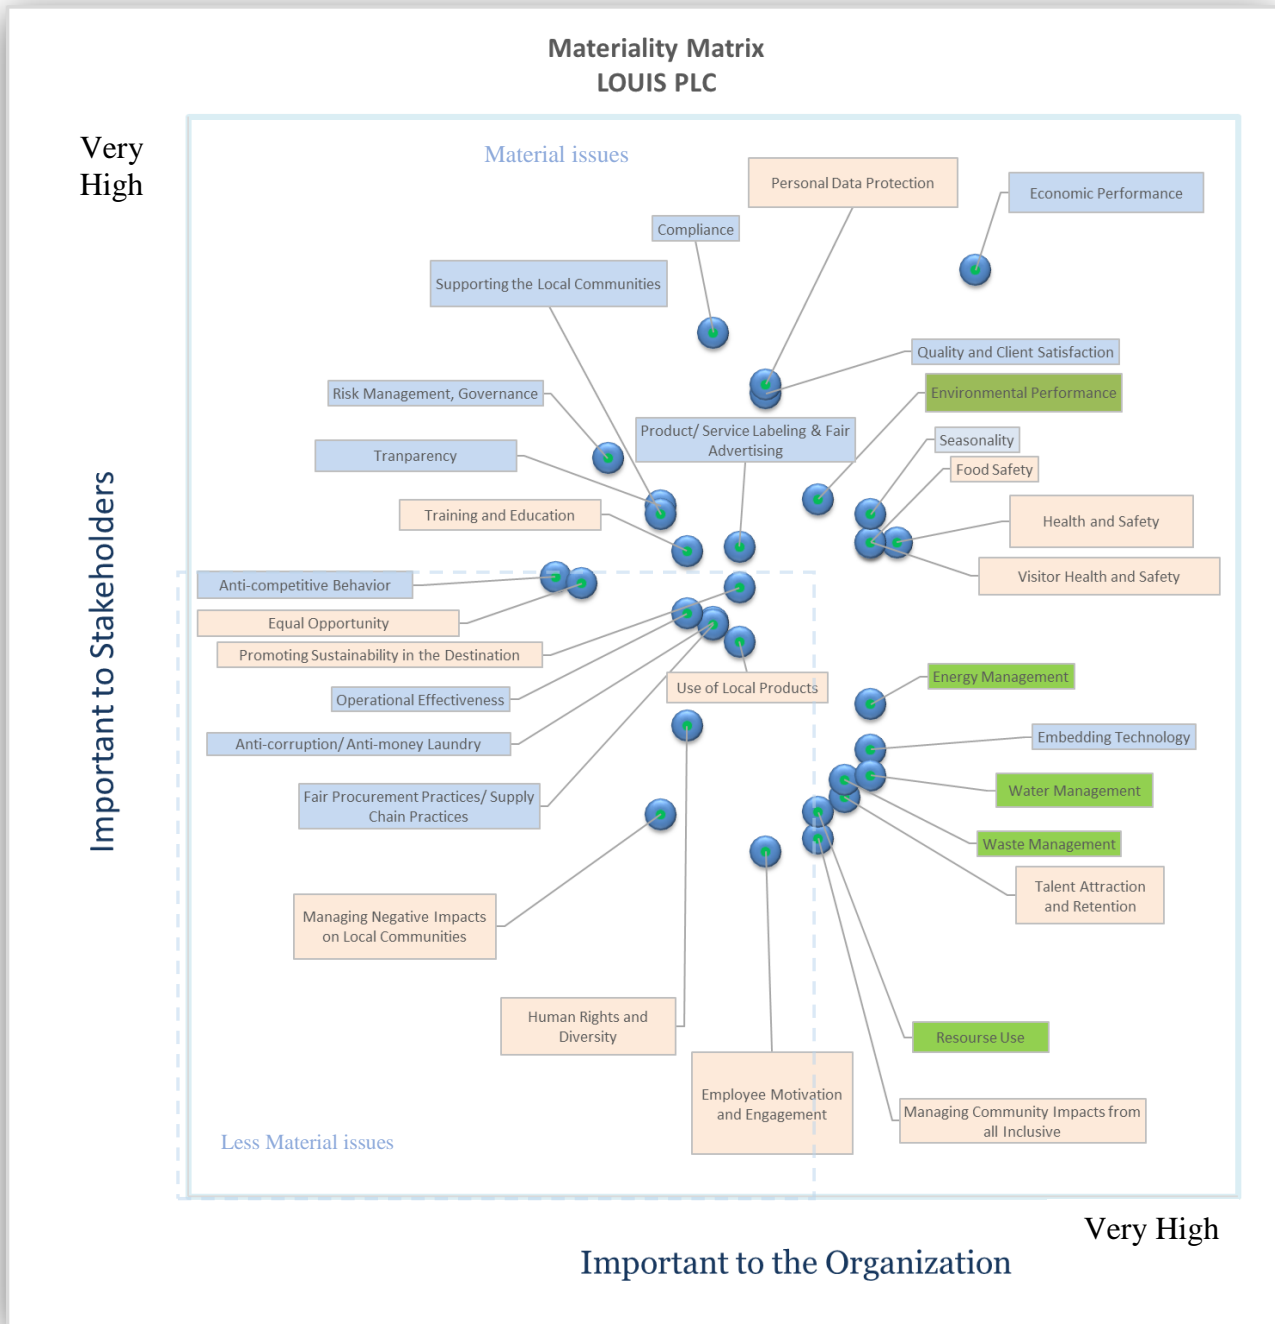 Materiality Matrix
LOUIS PLC
Very
High
Material issues
Personal Data Protection
Economic Performance
Compliance
Supporting the Local Communities
Quality and Client Satisfaction
Risk Management, Governance
Environmental Performance
Product/ Service Labeling & Fair
Advertising
Seasonality
Tranparency
Food Safety
Training and Education
Health and Safety
Visitor Health and Safety
Anti-competitive Behavior
Equal Opportunity
Promoting Sustainability in the Destination
Energy Management
Use of Local Products
Operational Effectiveness
Embedding Technology
Anti-corruption/ Anti-money Laundry
Water Management
Fair Procurement Practices/ Supply
Chain Practices
Waste Management
Talent Attraction
and Retention
Managing Negative Impacts
on Local Communities
Human Rights and
Diversity
Resourse Use
Employee Motivation
and Engagement
Managing Community Impacts from
all Inclusive
Less Material issues
Important to Stakeholders
Very High
Important to the Organization